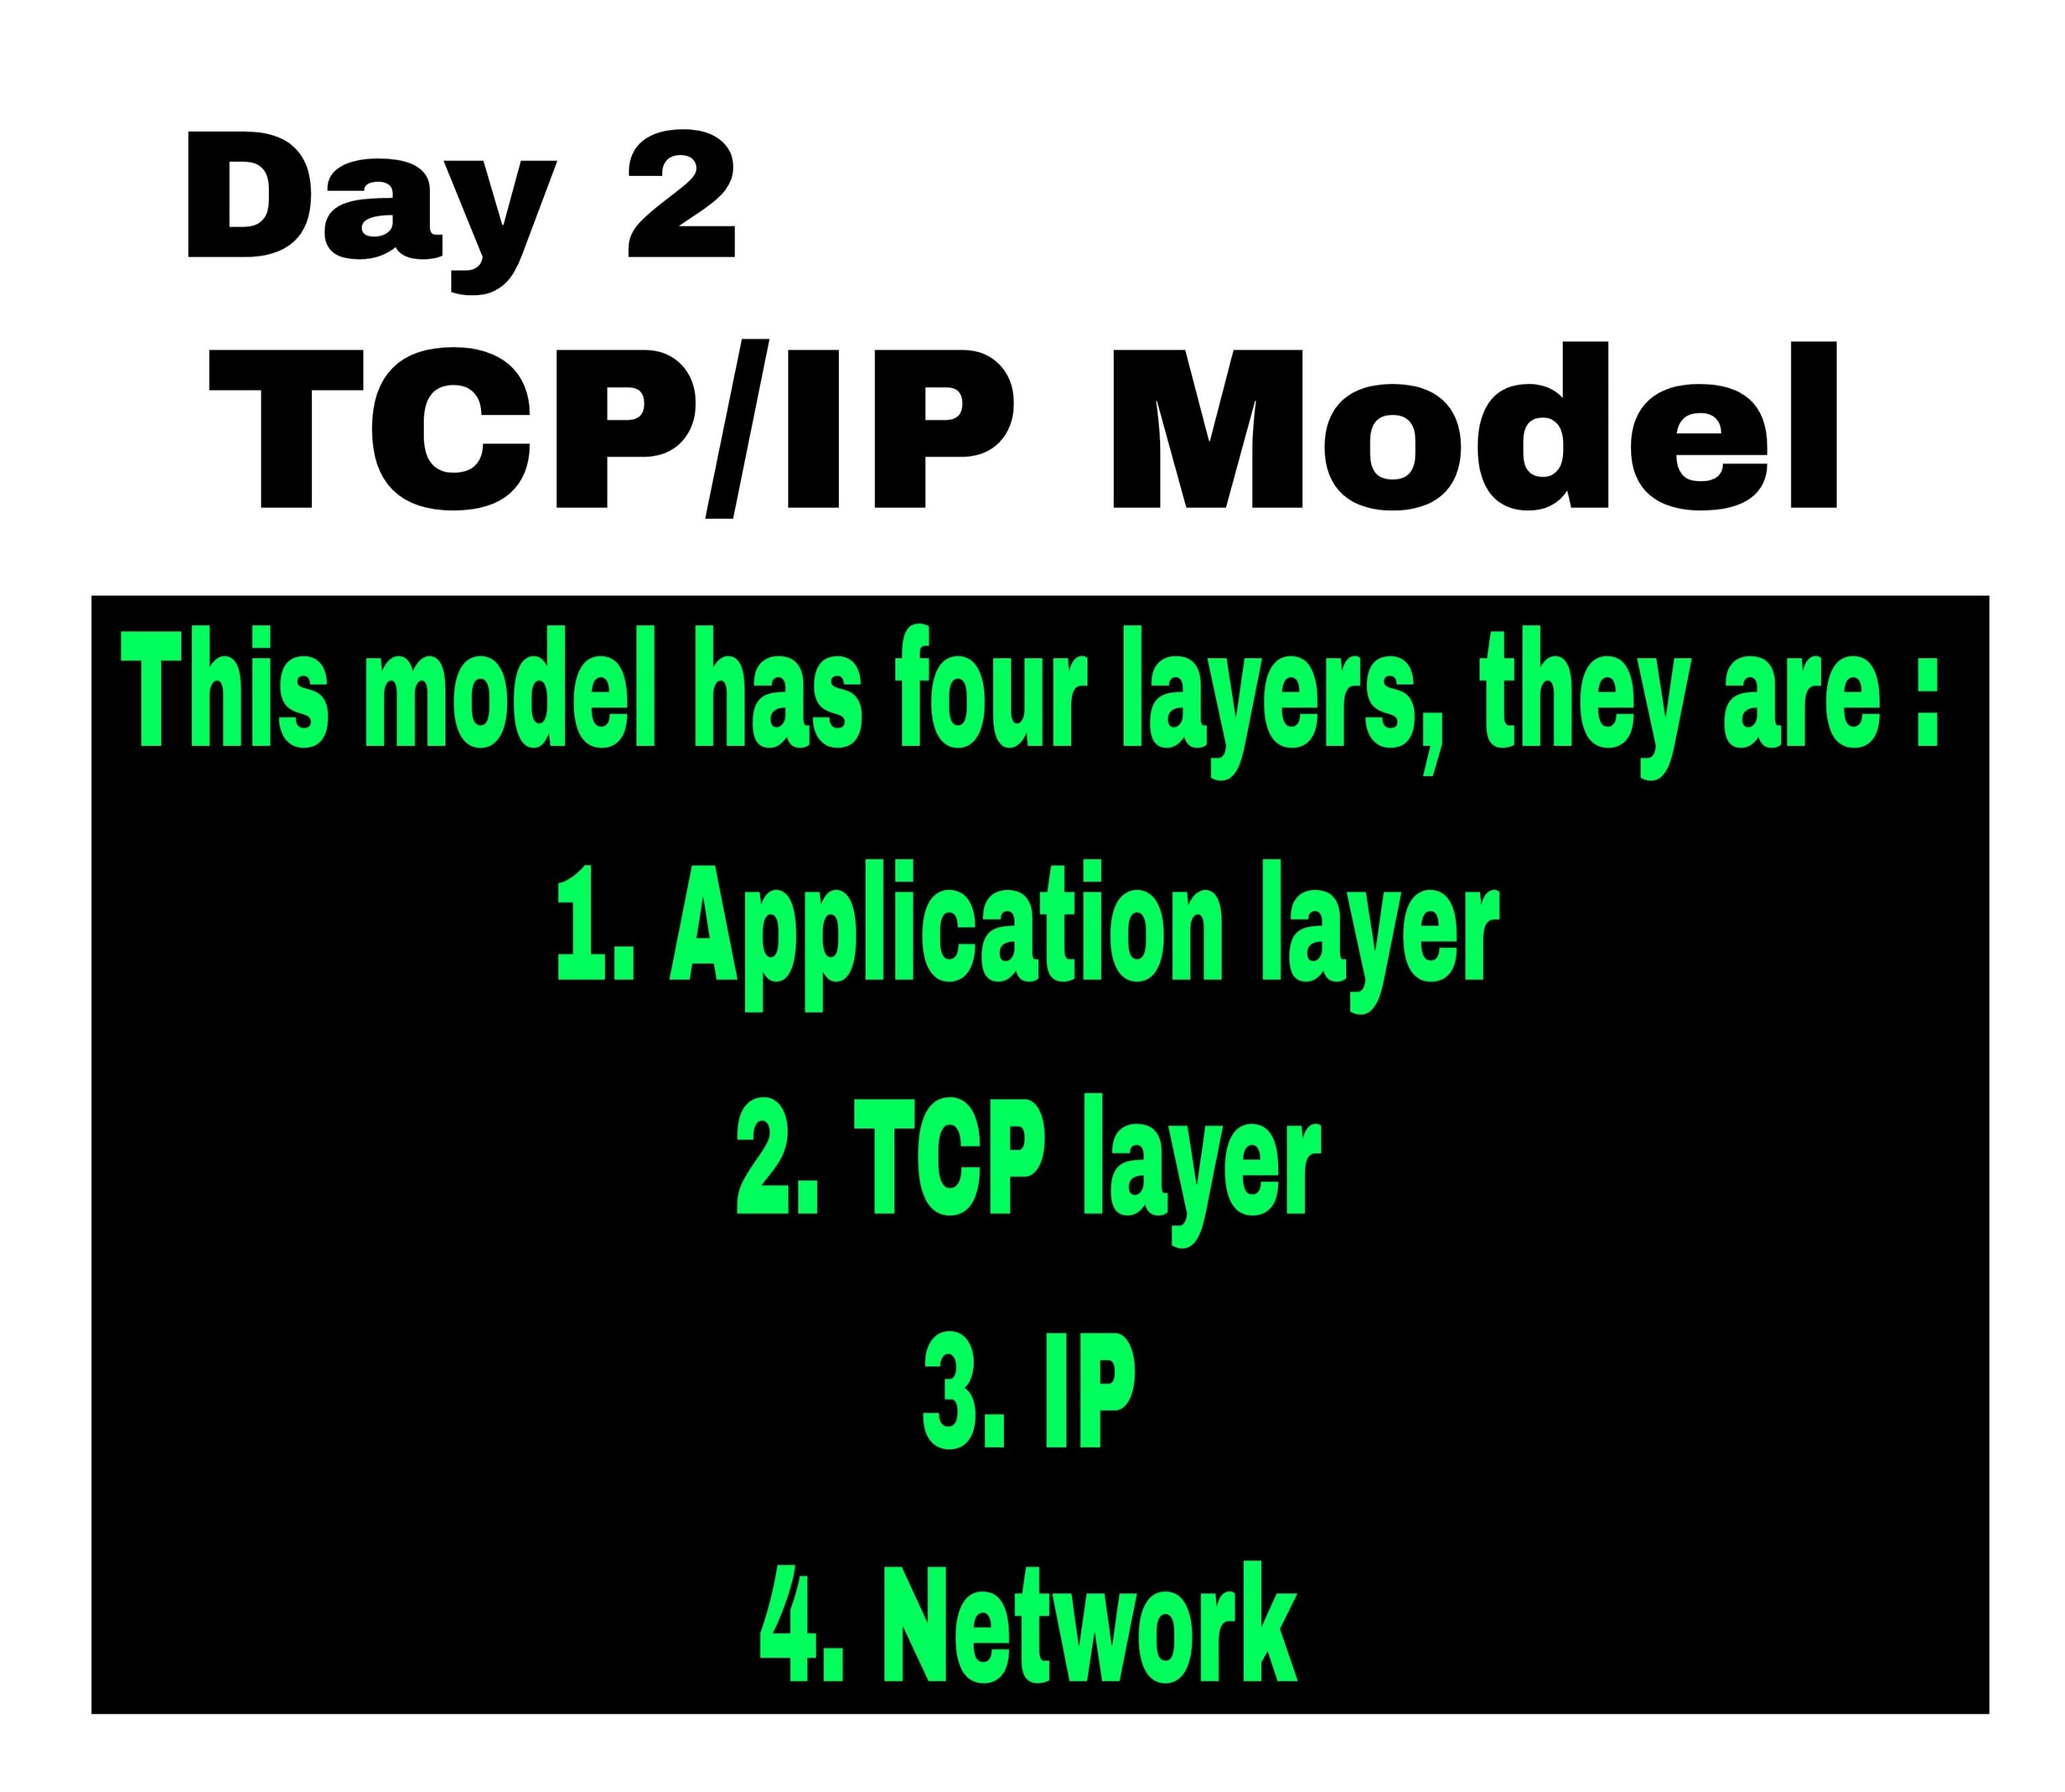 Day 2
TCP/IP Model
This model has four layers, they are :
1. Application layer
2. TCP layer
3. IP
4. Network